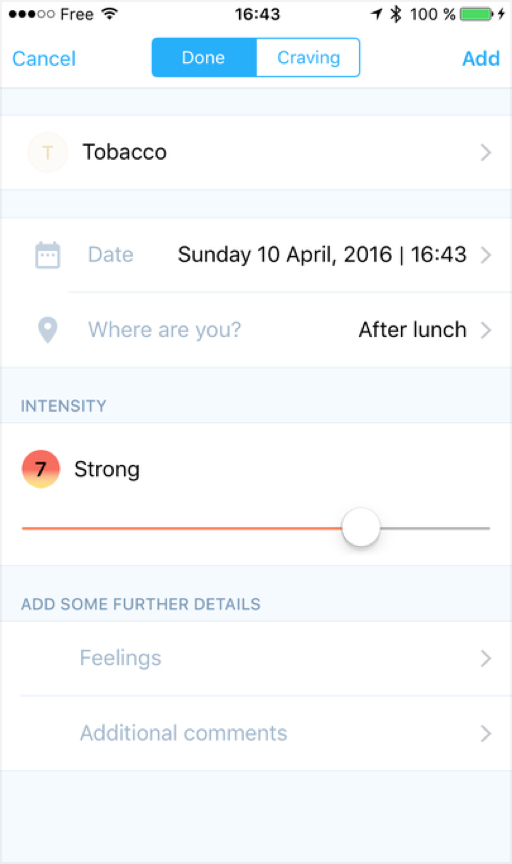 Free 16:43 100 %
Cancel Done Craving Add
T Tobacco
Date Sunday 10 April, 2016 | 16:43
Where are you? After lunch
INTENSITY
7 Strong
ADD SOME FURTHER DETAILS
Feelings
Additional comments